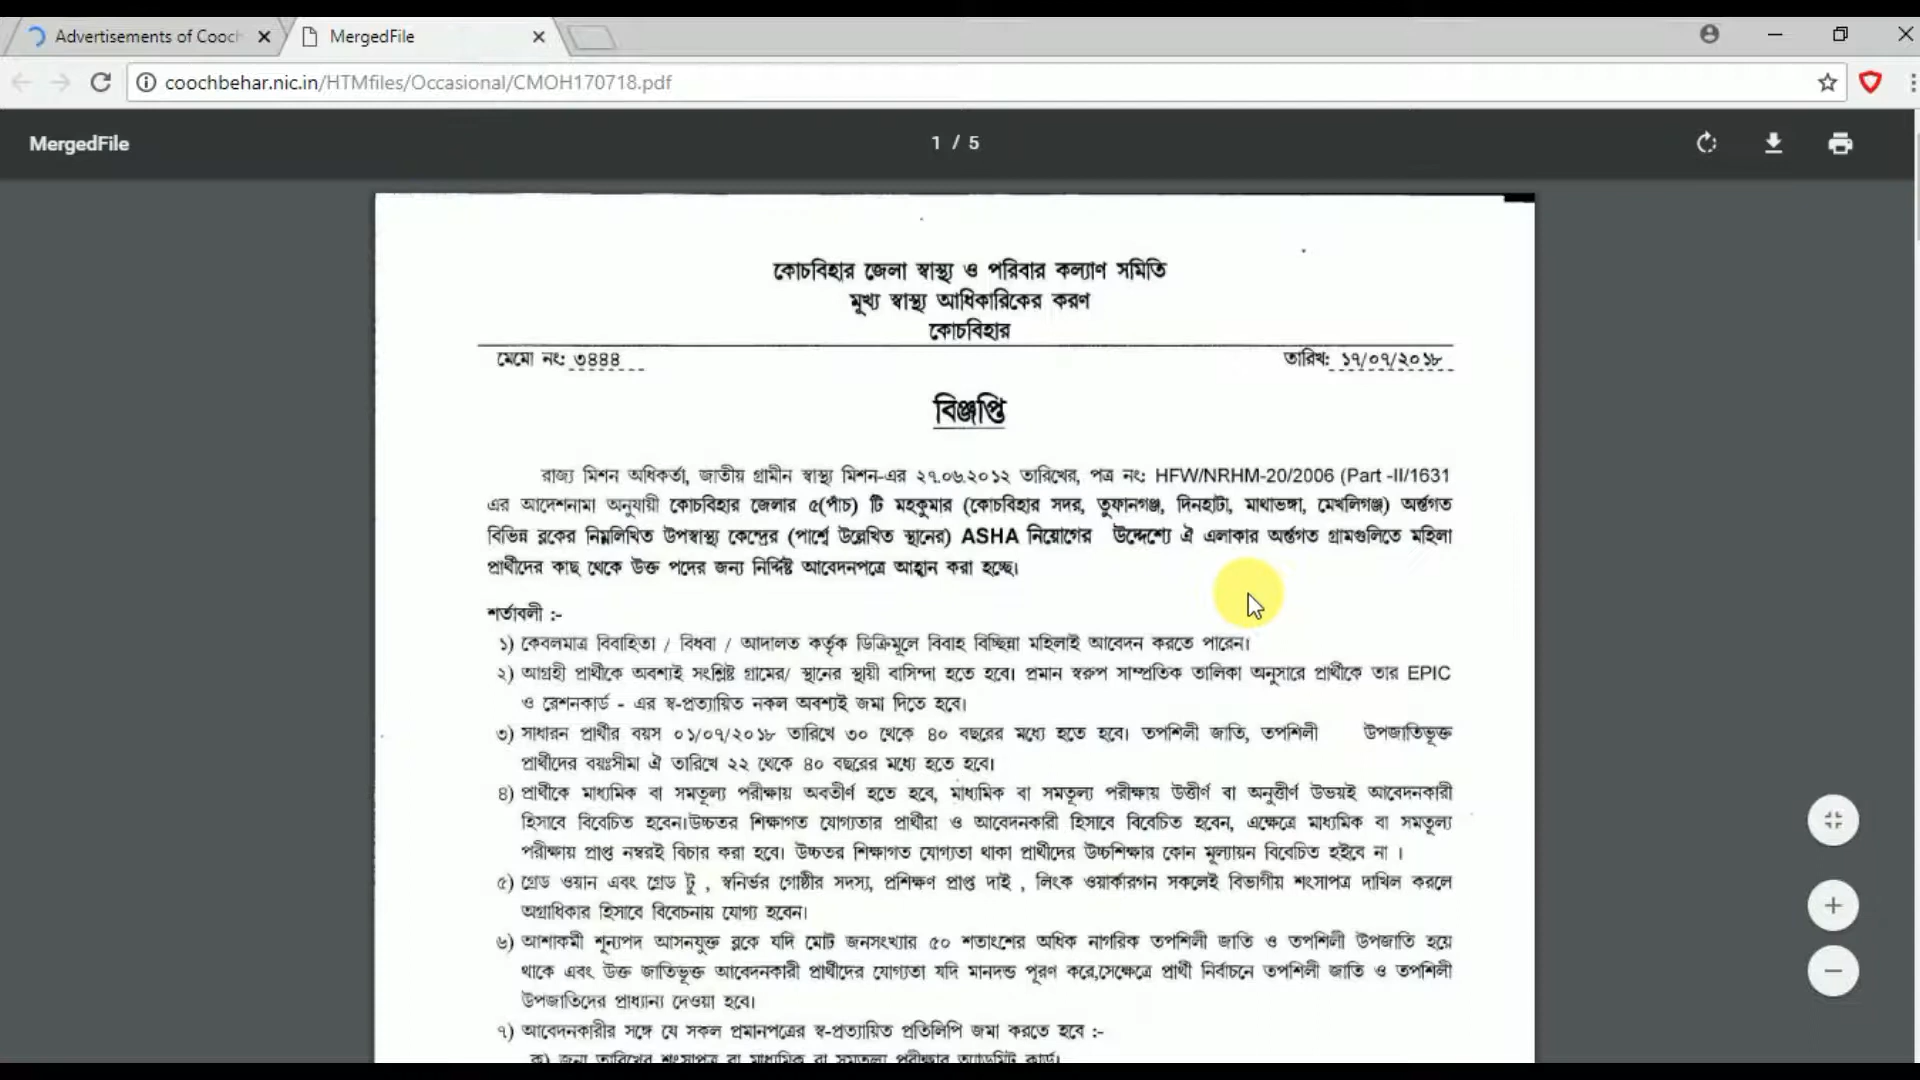 Advertisements of Cooch
MergedFile
coochbehar.nic.in/HTMfiles/Occasional/CMOH170718.pdf
MergedFile
1 / 5
কোচবিহার জেলা স্বাস্থ্য ও পরিবার কল্যাণ সমিতি
মূখ্য স্বাস্থ্য আধিকারিকের করণ
কোচবিহার
মেমো নং: ৩৪৪৪
তারিখ: ১৭/০৭/২০১৮
বিজ্ঞপ্তি
রাজ্য মিশন অধিকর্তা, জাতীয় গ্রামীন স্বাস্থ্য মিশন-এর ২৭.০৬.২০১২ তারিখের, পত্র নং: HFW/NRHM-20/2006 (Part -II/1631
এর আদেশনামা অনুযায়ী কোচবিহার জেলার ৫(পাঁচ) টি মহকুমার (কোচবিহার সদর, তুফানগঞ্জ, দিনহাটা, মাথাভঙ্গা, মেখলিগঞ্জ) অর্ন্তগত
বিভিন্ন ব্লকের নিম্নলিখিত উপস্বাস্থ্য কেন্দ্রের (পার্শ্বে উল্লেখিত স্থানের) ASHA নিয়োগের উদ্দেশ্যে ঐ এলাকার অর্ন্তগত গ্রামগুলিতে মহিলা
প্রার্থীদের কাছ থেকে উক্ত পদের জন্য নির্দ্দিষ্ট আবেদনপত্রে আহ্বান করা হচ্ছে।
শর্তাবলী :-
১) কেবলমাত্র বিবাহিতা / বিধবা / আদালত কর্তৃক ডিক্রিমূলে বিবাহ বিচ্ছিন্না মহিলাই আবেদন করতে পারেন।
২) আগ্রহী প্রার্থীকে অবশ্যই সংশ্লিষ্ট গ্রামের/ স্থানের স্থায়ী বাসিন্দা হতে হবে। প্রমান স্বরুপ সাম্প্রতিক তালিকা অনুসারে প্রার্থীকে তার EPIC
ও রেশনকার্ড - এর স্ব-প্রত্যায়িত নকল অবশ্যই জমা দিতে হবে।
৩) সাধারন প্রার্থীর বয়স ০১/০৭/২০১৮ তারিখে ৩০ থেকে ৪০ বছরের মধ্যে হতে হবে। তপশিলী জাতি, তপশিলী উপজাতিভূক্ত
প্রার্থীদের বয়ঃসীমা ঐ তারিখে ২২ থেকে ৪০ বছরের মধ্যে হতে হবে।
৪) প্রার্থীকে মাধ্যমিক বা সমতূল্য পরীক্ষায় অবতীর্ণ হতে হবে, মাধ্যমিক বা সমতূল্য পরীক্ষায় উত্তীর্ণ বা অনুত্তীর্ণ উভয়ই আবেদনকারী
হিসাবে বিবেচিত হবেন।উচ্চতর শিক্ষাগত যোগ্যতার প্রার্থীরা ও আবেদনকারী হিসাবে বিবেচিত হবেন, এক্ষেত্রে মাধ্যমিক বা সমতূল্য
পরীক্ষায় প্রাপ্ত নম্বরই বিচার করা হবে। উচ্চতর শিক্ষাগত যোগ্যতা থাকা প্রার্থীদের উচ্চশিক্ষার কোন মূল্যায়ন বিবেচিত হইবে না ।
৫) গ্রেড ওয়ান এবং গ্রেড টু , স্বনির্ভর গোষ্ঠীর সদস্য, প্রশিক্ষণ প্রাপ্ত দাই , লিংক ওয়ার্কারগন সকলেই বিভাগীয় শংসাপত্র দাখিল করলে
অগ্রাধিকার হিসাবে বিবেচনায় যোগ্য হবেন।
৬) আশাকর্মী শূন্যপদ আসনযুক্ত ব্লকে যদি মোট জনসংখ্যার ৫০ শতাংশের অধিক নাগরিক তপশিলী জাতি ও তপশিলী উপজাতি হয়ে
থাকে এবং উক্ত জাতিভূক্ত আবেদনকারী প্রার্থীদের যোগ্যতা যদি মানদন্ড পূরণ করে,সেক্ষেত্রে প্রার্থী নির্বাচনে তপশিলী জাতি ও তপশিলী
উপজাতিদের প্রাধান্য দেওয়া হবে।
৭) আবেদনকারীর সঙ্গে যে সকল প্রমানপত্রের স্ব-প্রত্যায়িত প্রতিলিপি জমা করতে হবে :-
ক) জন্ম তারিখের শংসাপত্র বা মাধ্যমিক বা সমতূল্য পরীক্ষার অ্যাডমিট কার্ড।